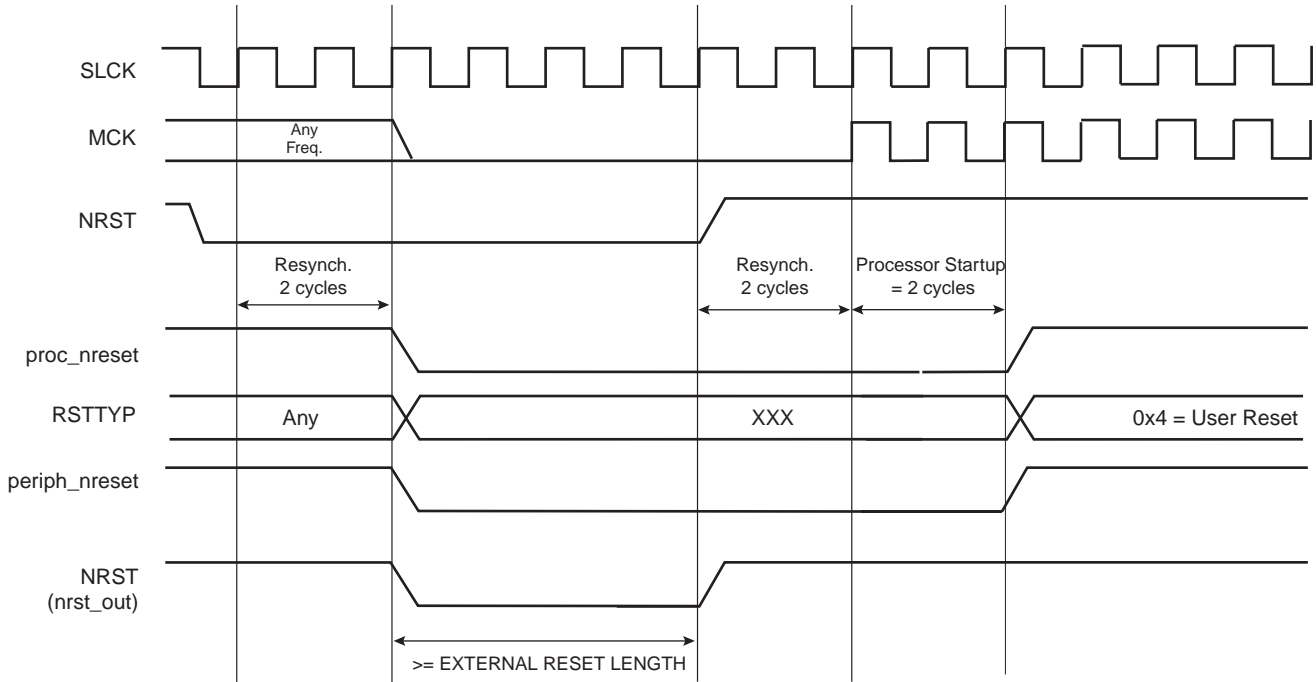 SLCK
MCK
Any
Freq.
NRST
Resynch.
2 cycles
Resynch.
2 cycles
Processor Startup
= 2 cycles
proc_nreset
RSTTYP
Any
XXX
0x4 = User Reset
periph_nreset
NRST
(nrst_out)
>= EXTERNAL RESET LENGTH